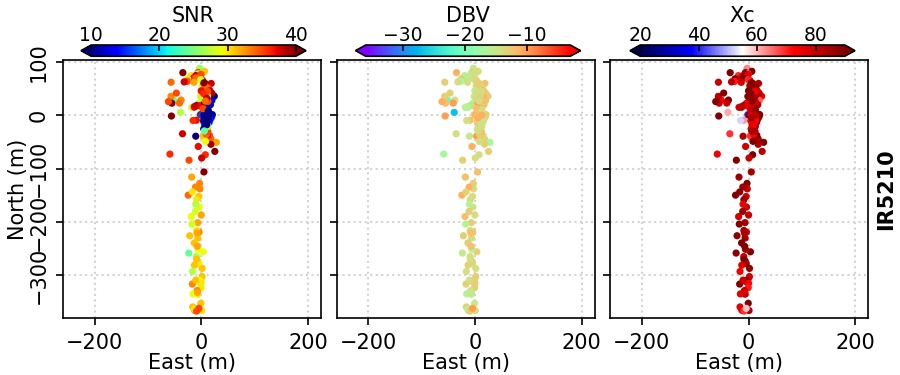 SNR DBV Xc
10 20 30 40 −30 −20 −10 20 40 60 80
100
0
−100
−200
−300
North (m)
−200 0 200 −200 0 200 −200 0 200
East (m) East (m) East (m)
IR5210